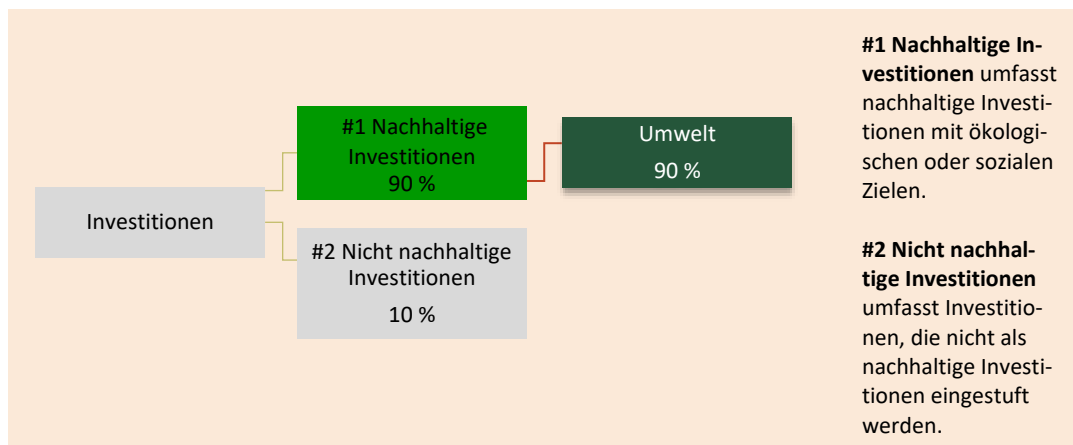 Investitionen
#1 Nachhaltige
Investitionen
90 %
Umwelt
90 %
#2 Nicht nachhaltige
Investitionen
10 %
#1 Nachhaltige In-
vestitionen umfasst
nachhaltige Investi-
tionen mit ökologi-
schen oder sozialen
Zielen.
#2 Nicht nachhal-
tige Investitionen
umfasst Investitio-
nen, die nicht als
nachhaltige Investi-
tionen eingestuft
werden.